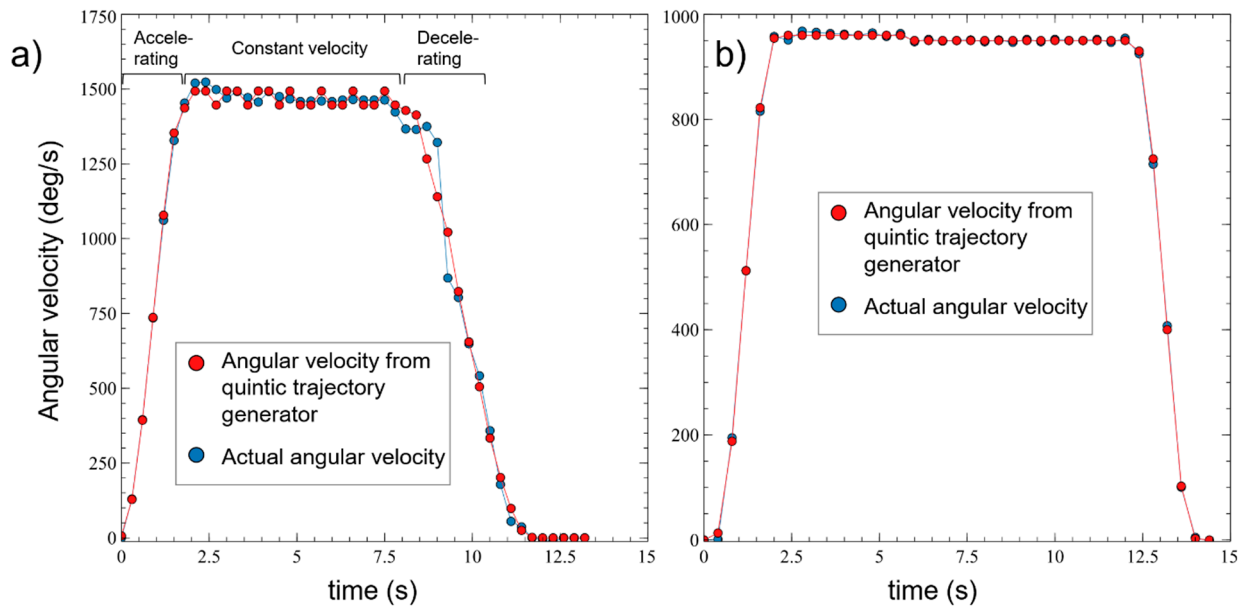 a)
Accele-
rating
Constant velocity
Decele-
rating
1750
1500
1250
1000
750
500
250
0
Angular velocity (deg/s)
Angular velocity from
quintic trajectory
generator
Actual angular velocity
0
2.5
5
7.5
10
12.5
15
time (s)
b)
1000
800
600
400
200
0
Angular velocity from
quintic trajectory
generator
Actual angular velocity
0
2.5
5
7.5
10
12.5
15
time (s)